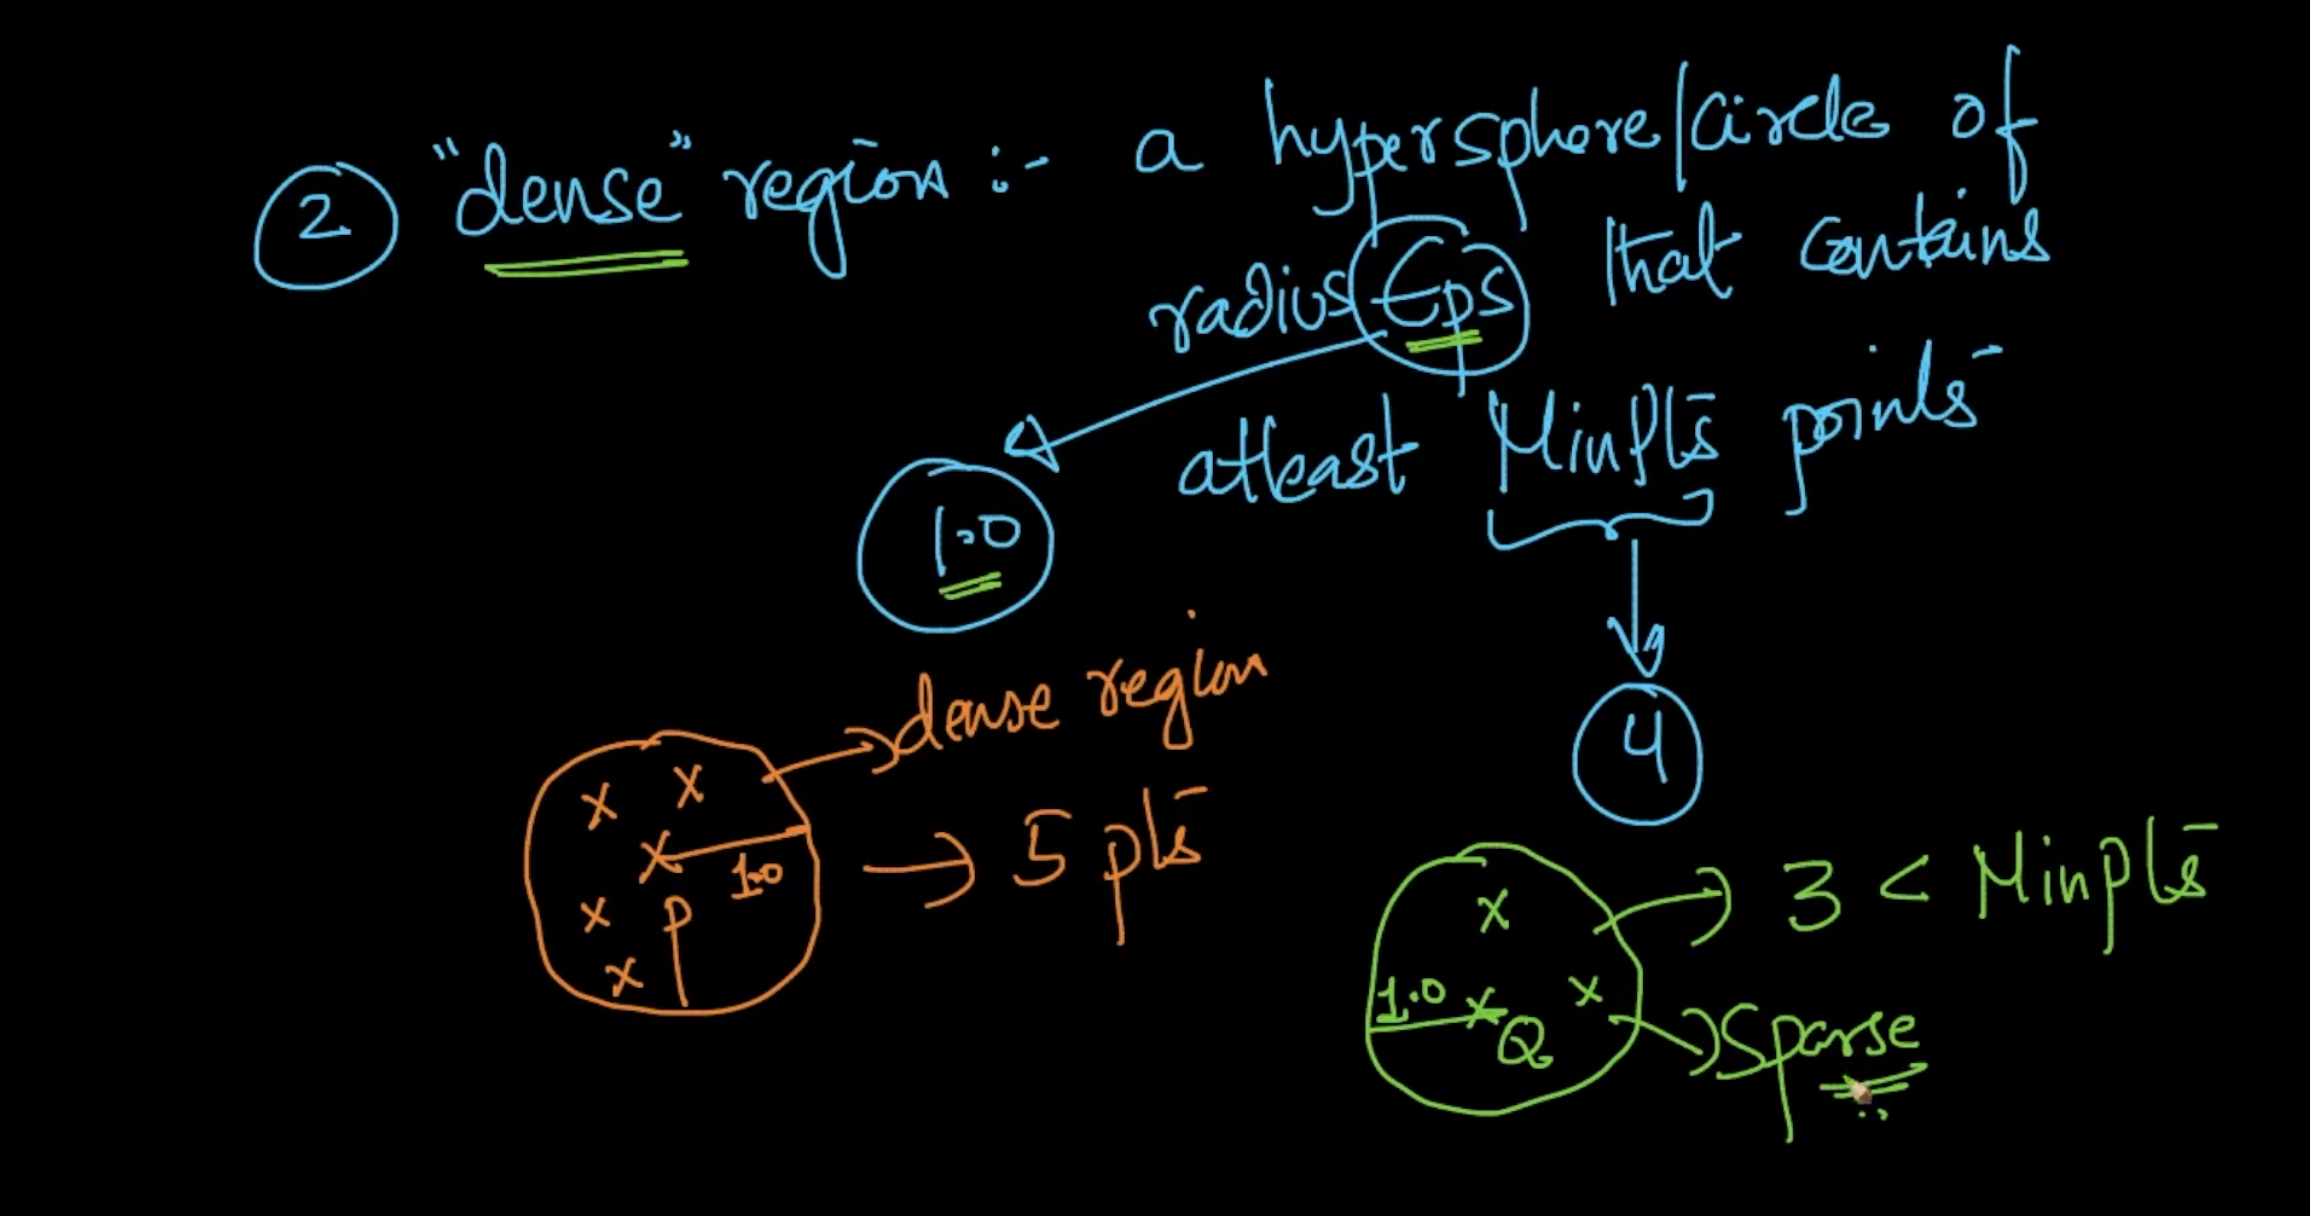 2 "dense" region :- a hypersphere/circle of
radius Eps that contains
atleast MinPts points
1.0
4
dense region
1.0
P
5 pts
3 < MinPts
1.0
Q
Sparse